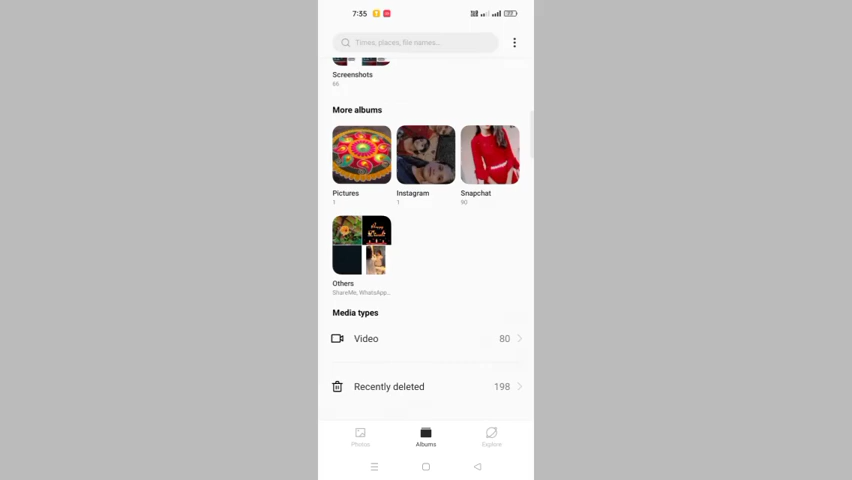 7:35
Times, places, file names...
Screenshots
66
More albums
Pictures
Instagram
Snapchat
1
1
90
Others
ShareMe, WhatsApp...
Media types
Video
80
Recently deleted
198
Photos
Albums
Explore